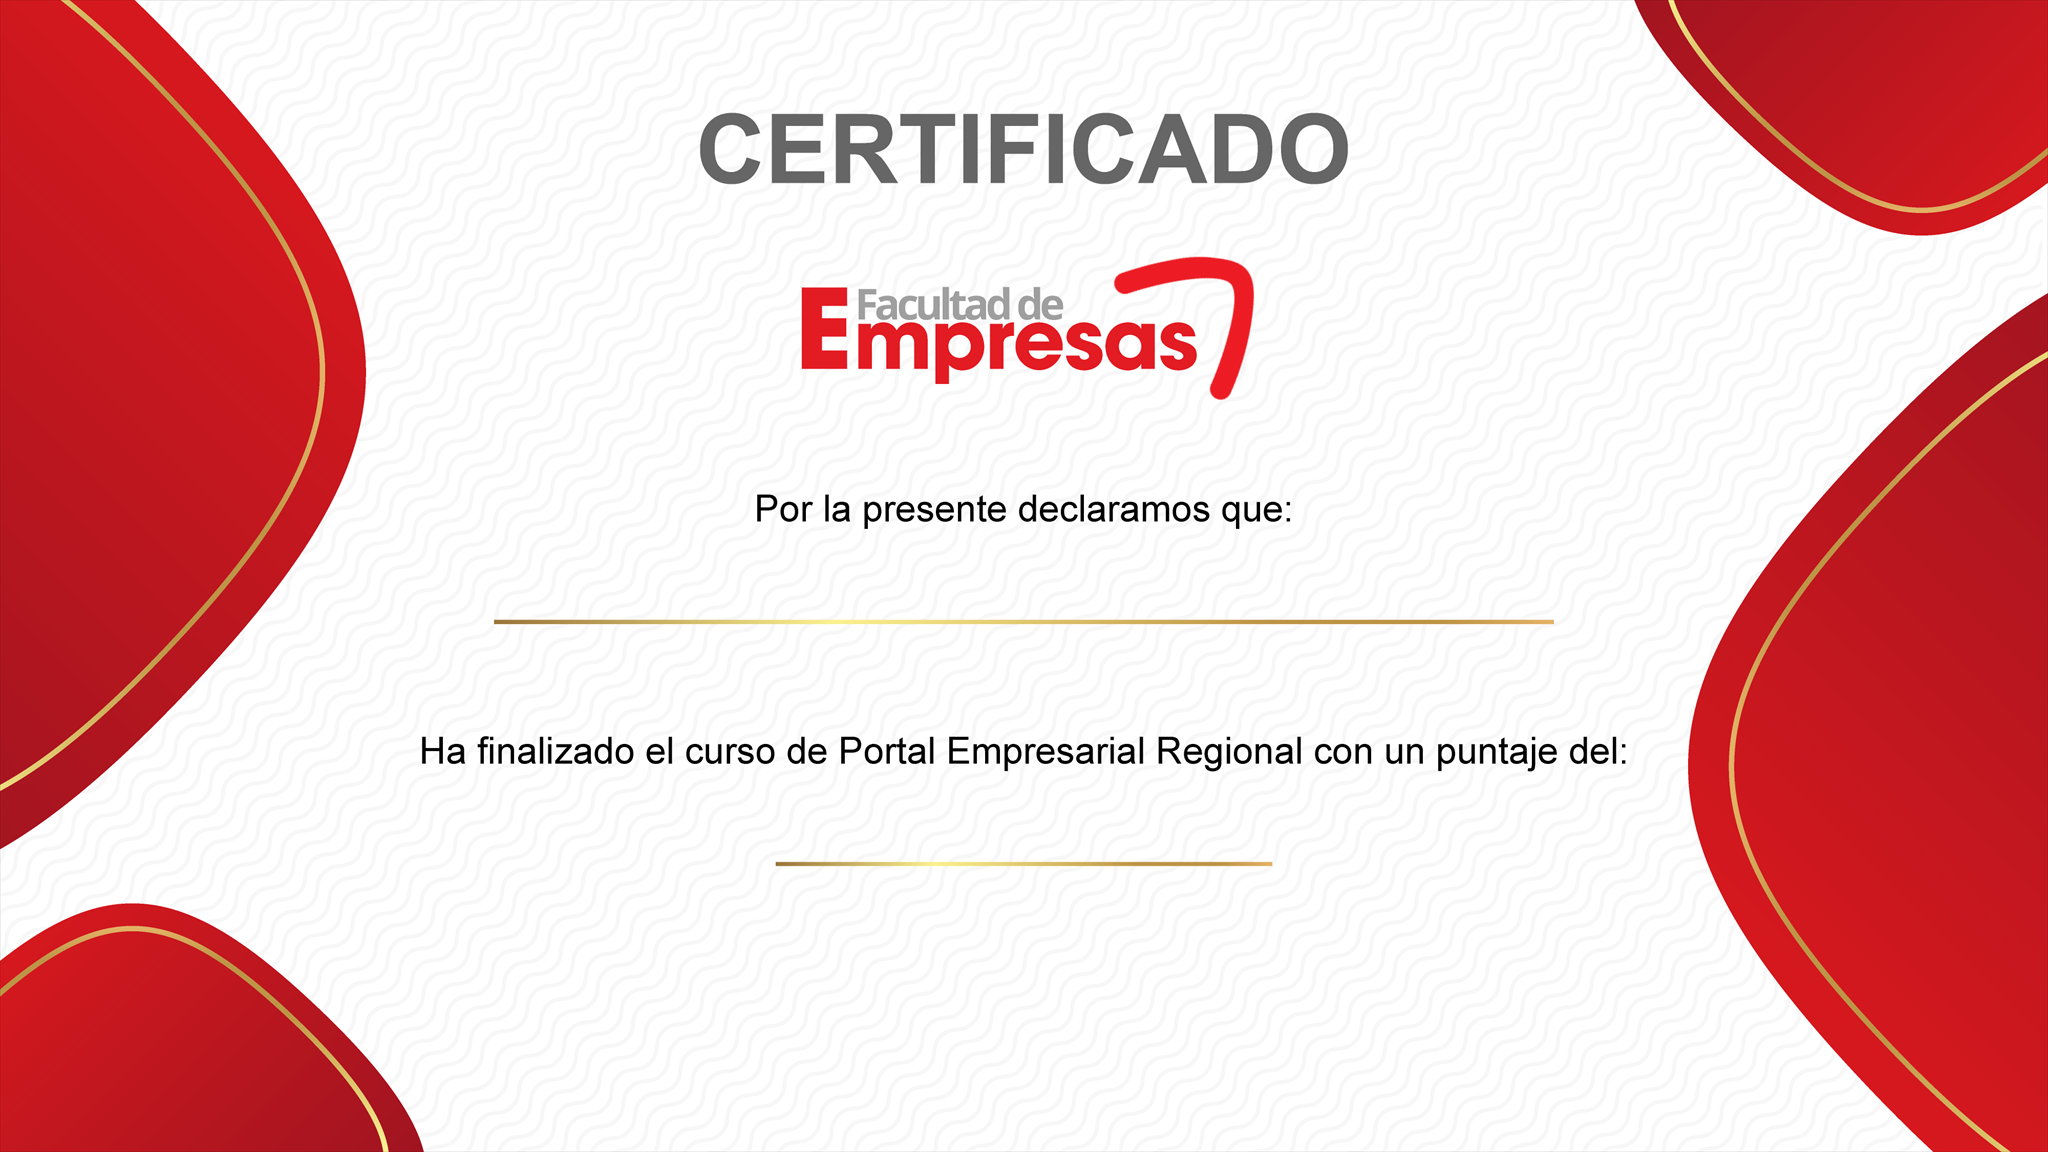 CERTIFICADO
Facultad de
Empresas
Por la presente declaramos que:
Ha finalizado el curso de Portal Empresarial Regional con un puntaje del: